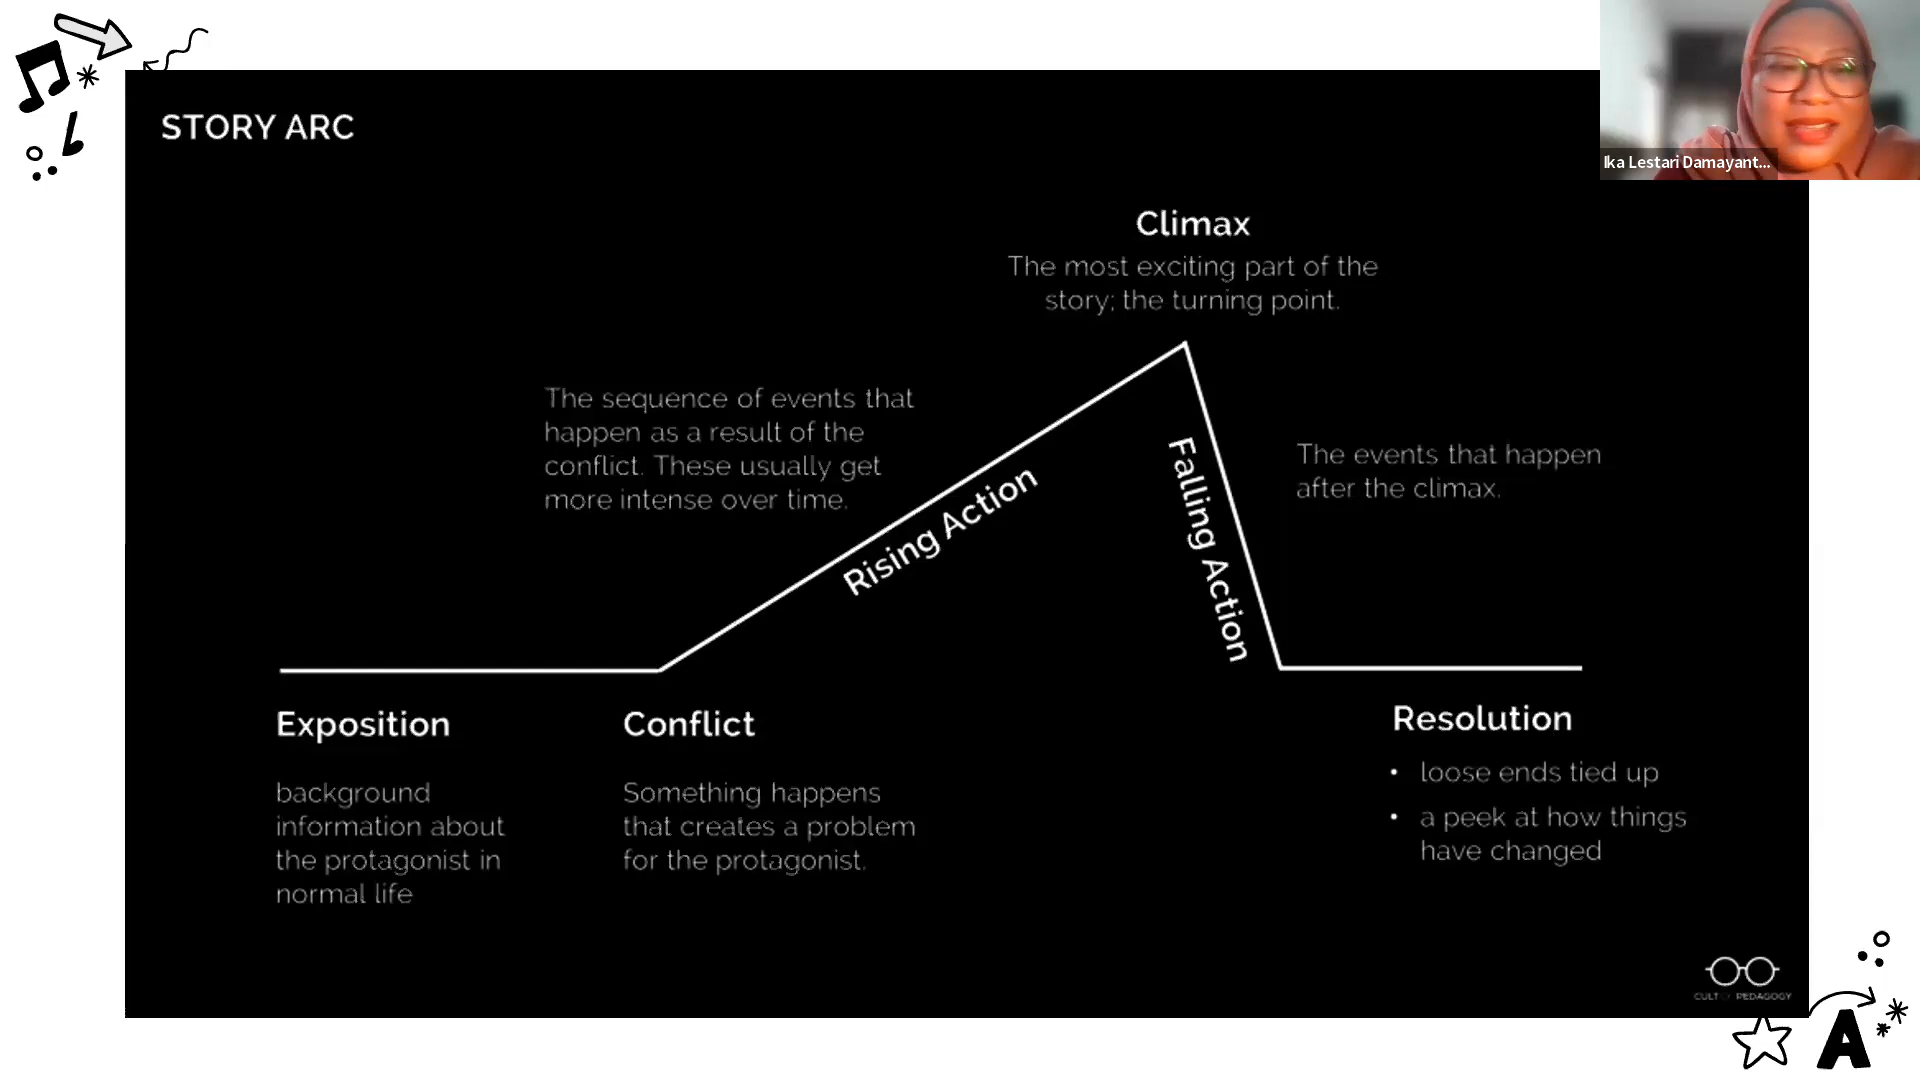 STORY ARC
Ika Lestari Damayant...
Climax
The most exciting part of the
story; the turning point.
The sequence of events that
happen as a result of the
conflict. These usually get
more intense over time.
Rising Action
Falling Action
The events that happen
after the climax.
Exposition
background
information about
the protagonist in
normal life
Conflict
Something happens
that creates a problem
for the protagonist.
Resolution
• loose ends tied up
• a peek at how things
have changed
CULT OF PEDAGOGY
A